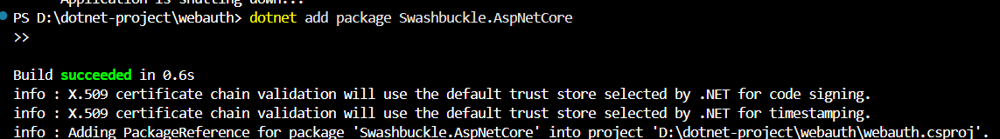 Application is shutting down...
PS D:\dotnet-project\webauth> dotnet add package Swashbuckle.AspNetCore
>>
Build succeeded in 0.6s
info : X.509 certificate chain validation will use the default trust store selected by .NET for code signing.
info : X.509 certificate chain validation will use the default trust store selected by .NET for timestamping.
info : Adding PackageReference for package 'Swashbuckle.AspNetCore' into project 'D:\dotnet-project\webauth\webauth.csproj'.